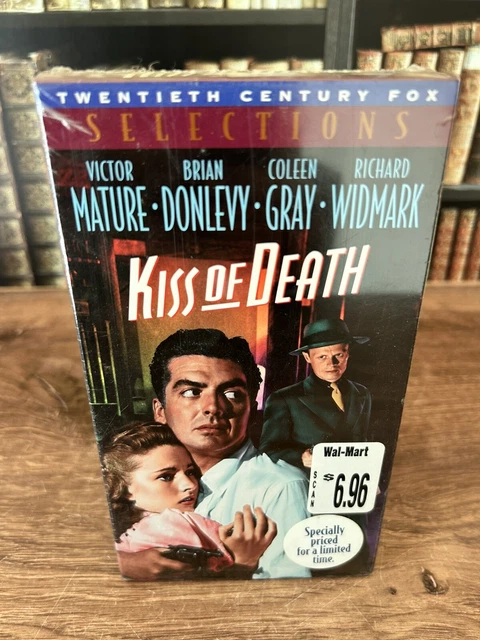 TWENTIETH CENTURY FOX
SELECTIONS
VICTOR BRIAN COLEEN RICHARD
MATURE · DONLEVY · GRAY · WIDMARK
KISS OF DEATH
Wal-Mart
SCAN
$6.96
Specially
priced
for a limited
time.